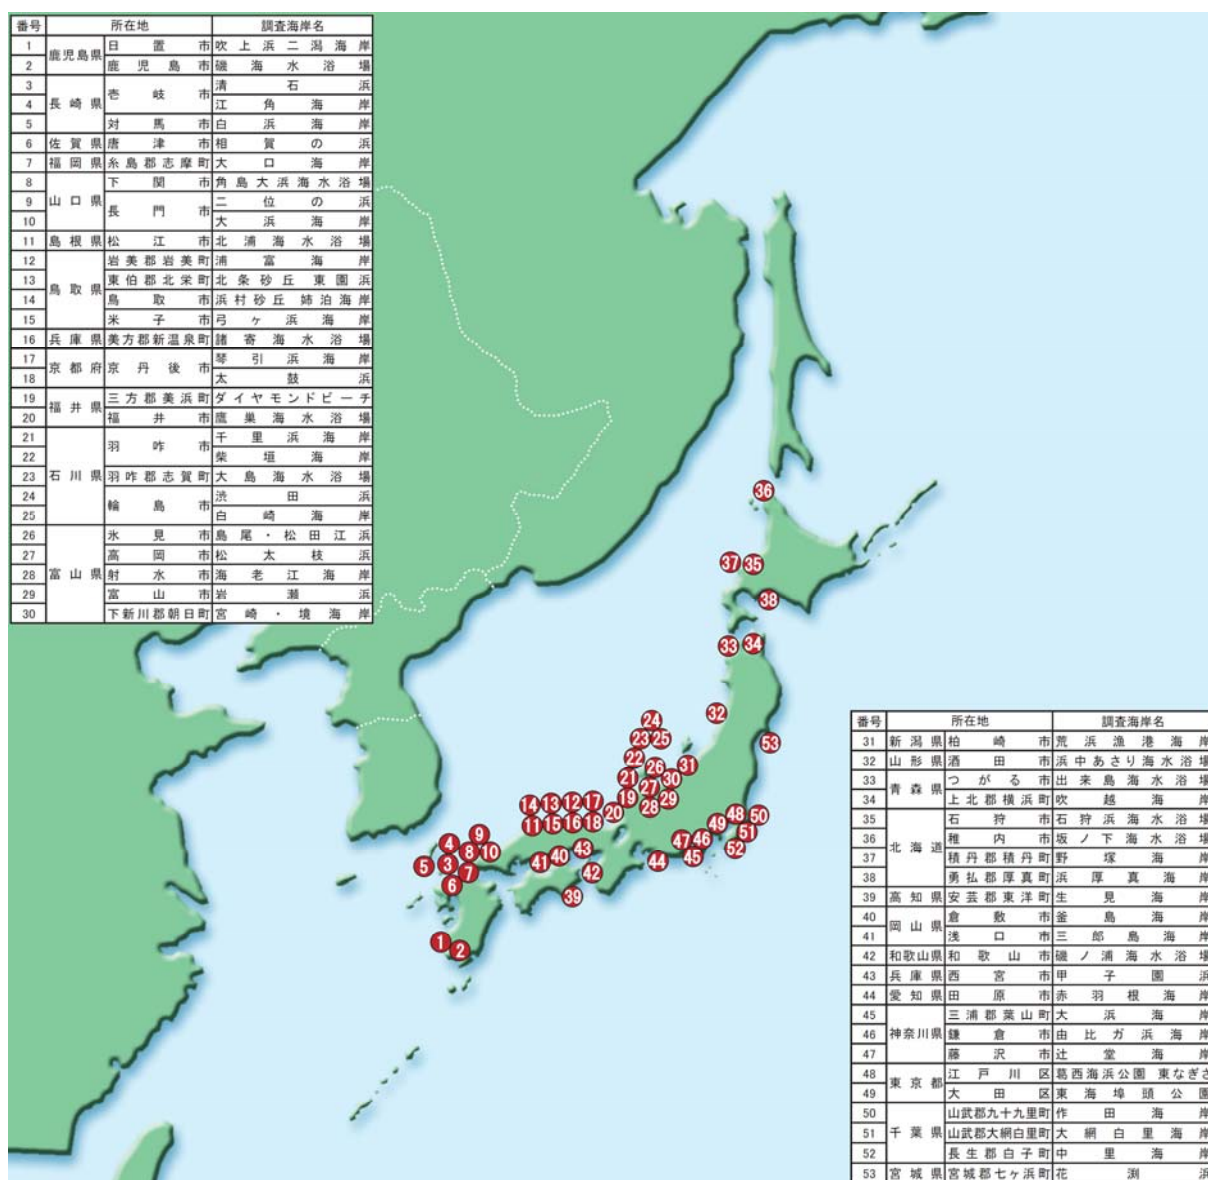 番号 所在地 調査海岸名
1 鹿児島県 日置市 吹上浜二潟海岸
2 鹿児島市 磯海水浴場
3 長崎県 壱岐市 清石浜
4 江角海岸
5 対馬市 白浜海岸
6 佐賀県 唐津市 相賀の浜
7 福岡県 糸島郡志摩町 大口海岸
8 山口県 下関市 角島大浜海水浴場
9 長門市 二位の浜
10 大浜海岸
11 島根県 松江市 北浦海水浴場
12 鳥取県 岩美郡岩美町 浦富海岸
13 東伯郡北栄町 北条砂丘 東園浜
14 鳥取市 浜村砂丘 姉泊海岸
15 米子市 弓ヶ浜海岸
16 兵庫県 美方郡新温泉町 諸寄海水浴場
17 京都府 京丹後市 琴引浜海岸
18 太鼓浜
19 福井県 三方郡美浜町 ダイヤモンドビーチ
20 福井市 鷹巣海水浴場
21 石川県 羽咋市 千里浜海岸
22 柴垣海岸
23 羽咋郡志賀町 大島海水浴場
24 輪島市 渋田浜
25 白崎海岸
26 富山県 氷見市 島尾・松田江浜
27 高岡市 松太枝浜
28 射水市 海老江海岸
29 富山市 岩瀬浜
30 下新川郡朝日町 宮崎・境海岸
36
37 35
38
33 34
32
24
23 25
53
22
26 31
21
30
27
19 29
28
14 13 12 17
20
11 15 16 18
48 50
49
51
47 46
52
45
44
9
4
8 10
3
5
7
6
43
40
41
42
39
1
2
番号 所在地 調査海岸名
31 新潟県 柏崎市 荒浜漁港海岸
32 山形県 酒田市 浜中あさり海水浴場
33 青森県 つがる市 出来島海水浴場
34 上北郡横浜町 吹越海岸
35 北海道 石狩市 石狩浜海水浴場
36 稚内市 坂ノ下海水浴場
37 積丹郡積丹町 野塚海岸
38 勇払郡厚真町 浜厚真海岸
39 高知県 安芸郡東洋町 生見海岸
40 岡山県 倉敷市 釜島海岸
41 浅口市 三郎島海岸
42 和歌山県 和歌山市 磯ノ浦海水浴場
43 兵庫県 西宮市 甲子園浜
44 愛知県 田原市 赤羽根海岸
45 神奈川県 三浦郡葉山町 大浜海岸
46 鎌倉市 由比ガ浜海岸
47 藤沢市 辻堂海岸
48 東京都 江戸川区 葛西海浜公園 東なぎさ
49 大田区 東海埠頭公園
50 千葉県 山武郡九十九里町 作田海岸
51 山武郡大網白里町 大網白里海岸
52 長生郡白子町 中里海岸
53 宮城県 宮城郡七ヶ浜町 花渕浜